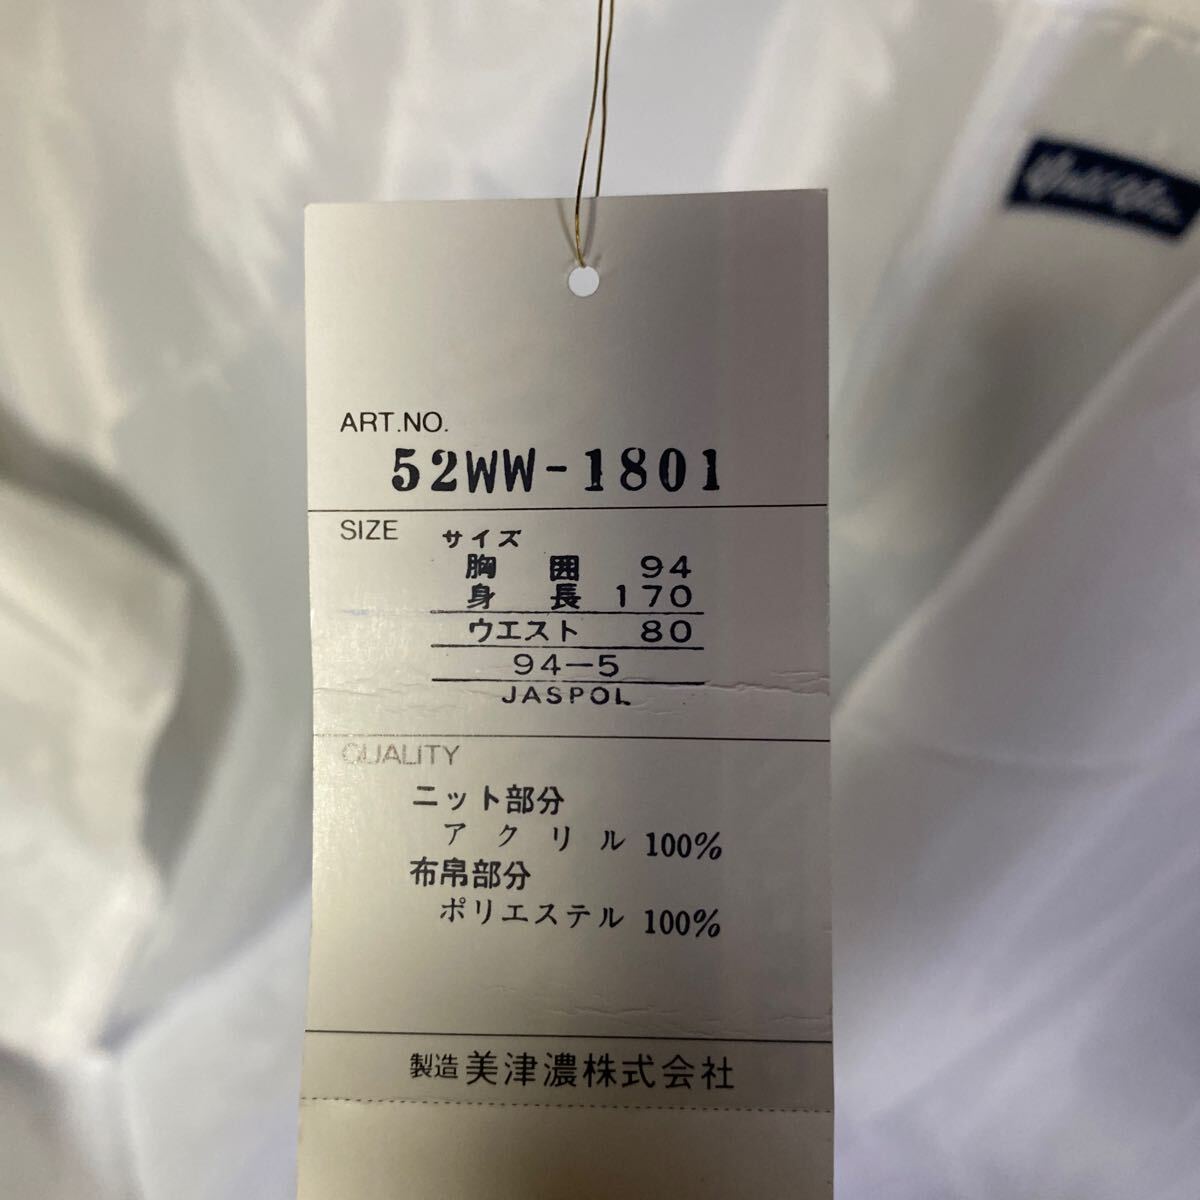 ART.NO.
52WW-1801
SIZE
サイズ
胸囲 94
身長 170
ウエスト 80
94-5
JASPOL
QUALITY
ニット部分
アクリル 100%
布帛部分
ポリエステル 100%
製造 美津濃株式会社